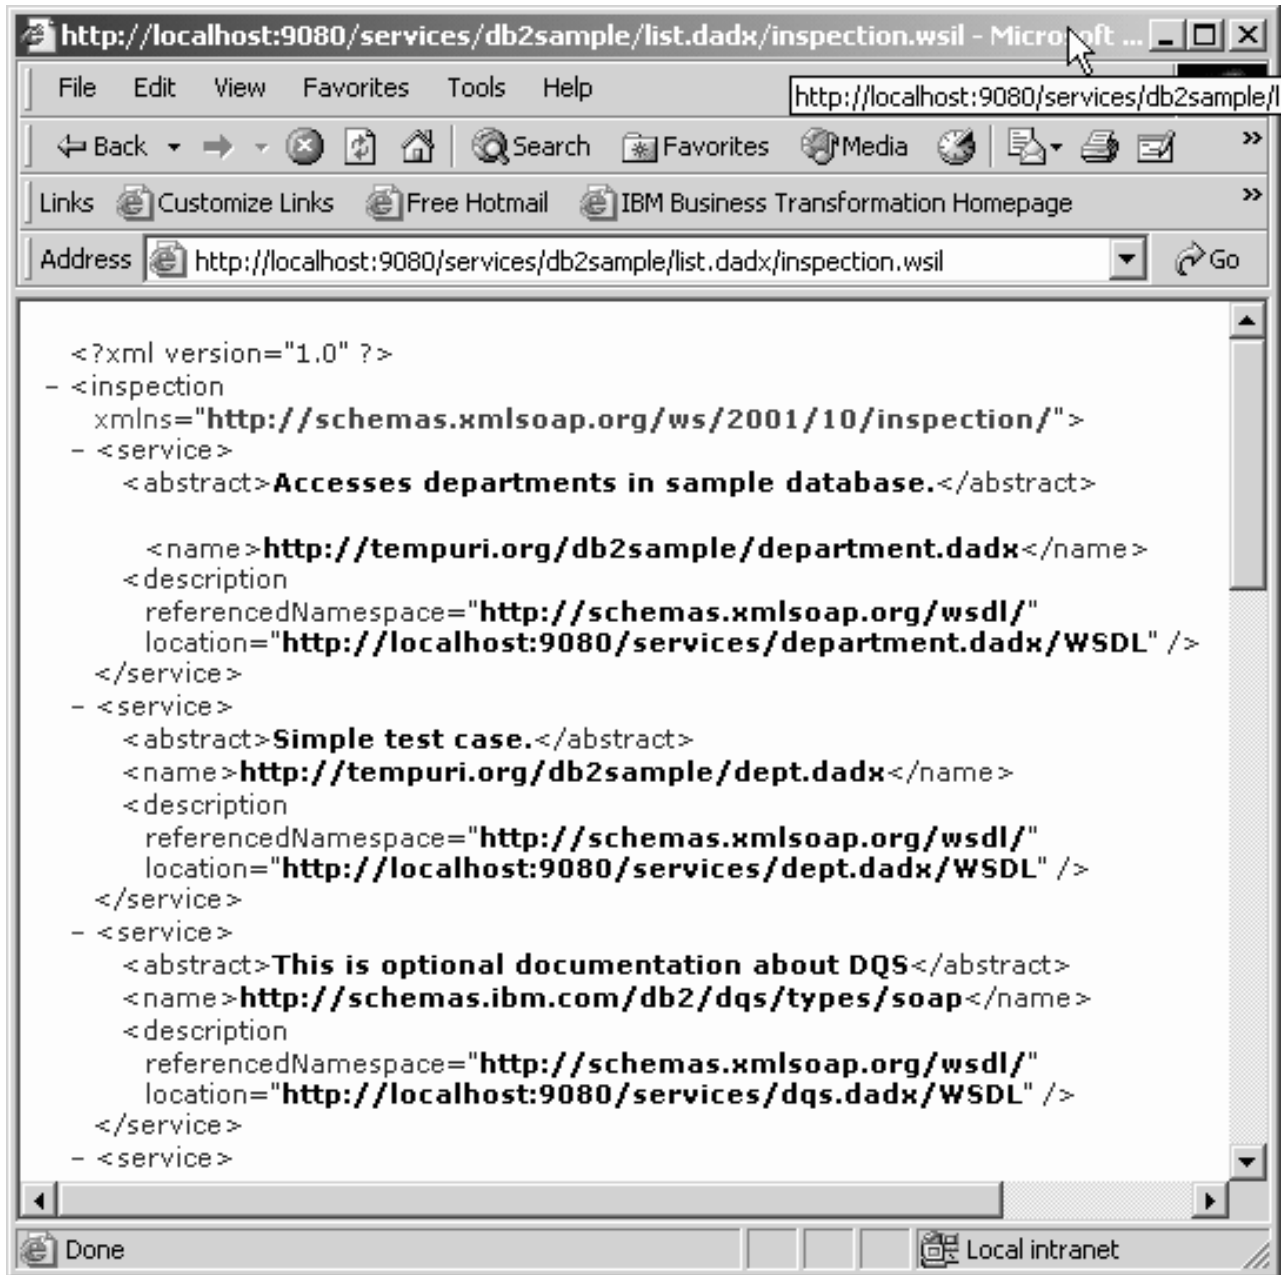 http://localhost:9080/services/db2sample/list.dadx/inspection.wsil - Microsoft ...
File Edit View Favorites Tools Help
http://localhost:9080/services/db2sample/l
Back Search Favorites Media »
Links Customize Links Free Hotmail IBM Business Transformation Homepage »
Address http://localhost:9080/services/db2sample/list.dadx/inspection.wsil Go
<?xml version="1.0" ?>
- <inspection
xmlns="http://schemas.xmlsoap.org/ws/2001/10/inspection/">
- <service>
<abstract>Accesses departments in sample database.</abstract>
<name>http://tempuri.org/db2sample/department.dadx</name>
<description
referencedNamespace="http://schemas.xmlsoap.org/wsdl/"
location="http://localhost:9080/services/department.dadx/WSDL" />
</service>
- <service>
<abstract>Simple test case.</abstract>
<name>http://tempuri.org/db2sample/dept.dadx</name>
<description
referencedNamespace="http://schemas.xmlsoap.org/wsdl/"
location="http://localhost:9080/services/dept.dadx/WSDL" />
</service>
- <service>
<abstract>This is optional documentation about DQS</abstract>
<name>http://schemas.ibm.com/db2/dqs/types/soap</name>
<description
referencedNamespace="http://schemas.xmlsoap.org/wsdl/"
location="http://localhost:9080/services/dqs.dadx/WSDL" />
</service>
- <service>
Done Local intranet